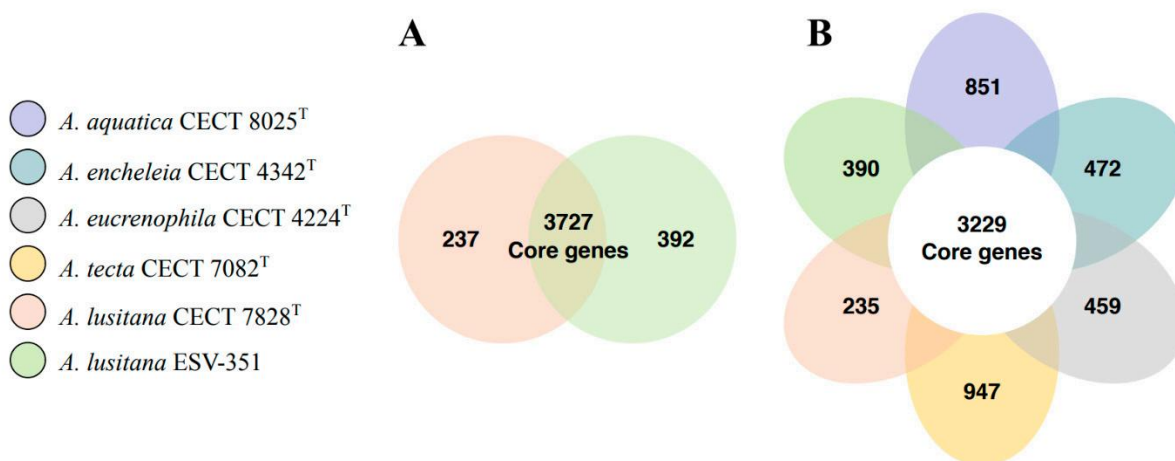 A
B
A. aquatica CECT 8025ᵀ
A. encheleia CECT 4342ᵀ
A. eucrenophila CECT 4224ᵀ
A. tecta CECT 7082ᵀ
A. lusitana CECT 7828ᵀ
A. lusitana ESV-351
237
3727
Core genes
392
851
390
472
3229
Core genes
235
459
947